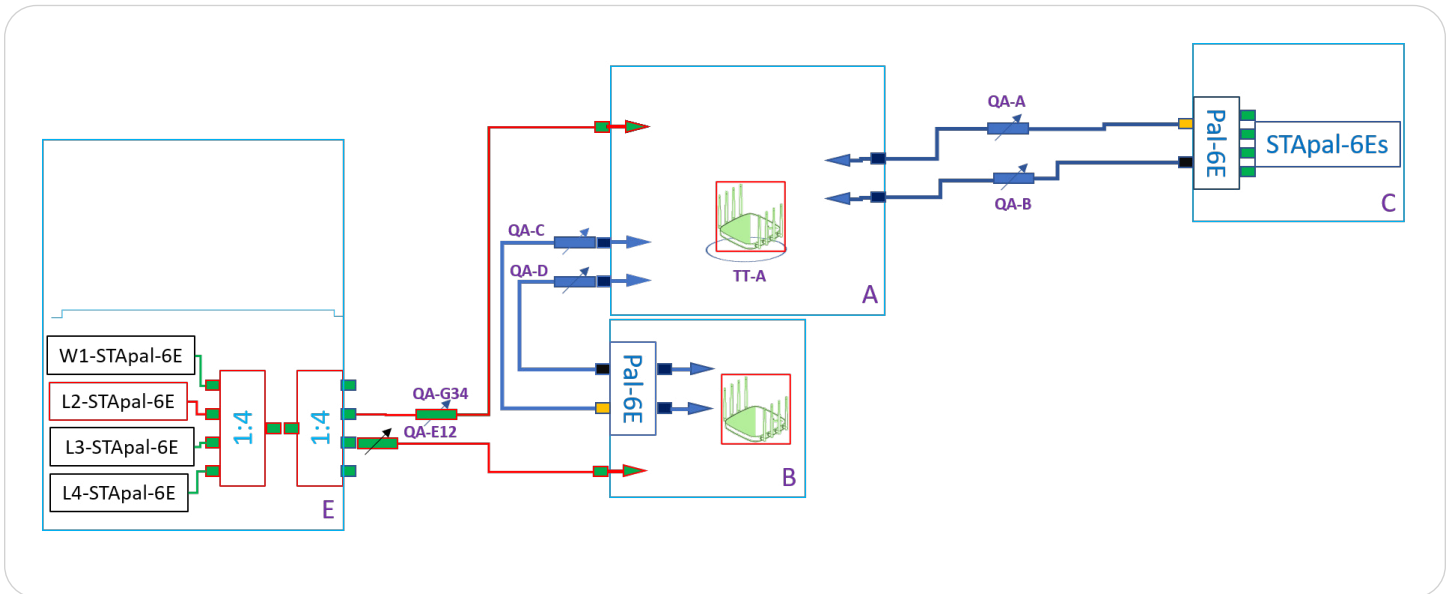 QA-A
Pal-6E
STApal-6Es
QA-B
C
QA-C
QA-D
TT-A
A
W1-STApal-6E
L2-STApal-6E
L3-STApal-6E
L4-STApal-6E
1:4
1:4
E
QA-G34
QA-E12
Pal-6E
B